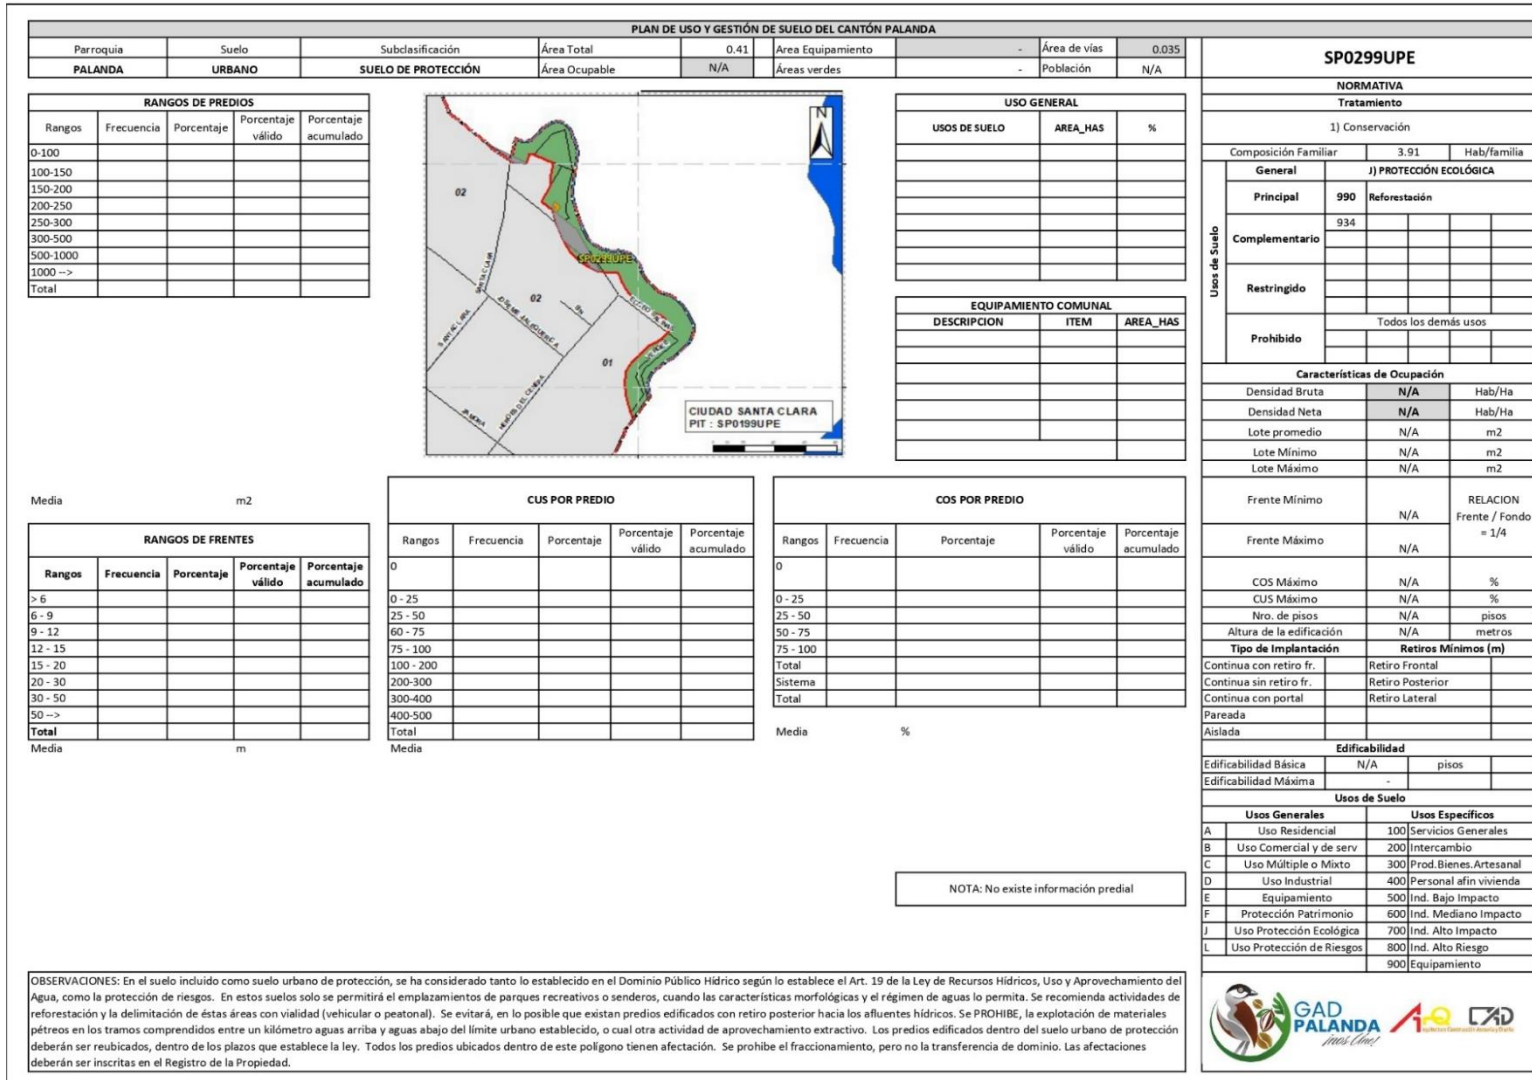 PLAN DE USO Y GESTIÓN DE SUELO DEL CANTÓN PALANDA
Parroquia Suelo Subclasificación Área Total 0.41 Area Equipamiento - Área de vías 0.035
PALANDA URBANO SUELO DE PROTECCIÓN Área Ocupable N/A Áreas verdes - Población N/A
SP0299UPE
RANGOS DE PREDIOS
Rangos Frecuencia Porcentaje Porcentaje válido Porcentaje acumulado
0-100
100-150
150-200
200-250
250-300
300-500
500-1000
1000 -->
Total
Media m2
N
02
SP0299UPE
02
01
SANTA CLARA
SANTA CLARA
CIUDAD SANTA CLARA
PIT : SP0199UPE
USO GENERAL
USOS DE SUELO AREA_HAS %
EQUIPAMIENTO COMUNAL
DESCRIPCION ITEM AREA_HAS
RANGOS DE FRENTES
Rangos Frecuencia Porcentaje Porcentaje válido Porcentaje acumulado
> 6
6 - 9
9 - 12
12 - 15
15 - 20
20 - 30
30 - 50
50 -->
Total
Media m
CUS POR PREDIO
Rangos Frecuencia Porcentaje Porcentaje válido Porcentaje acumulado
0
0 - 25
25 - 50
60 - 75
75 - 100
100 - 200
200-300
300-400
400-500
Total
Media
COS POR PREDIO
Rangos Frecuencia Porcentaje Porcentaje válido Porcentaje acumulado
0
0 - 25
25 - 50
50 - 75
75 - 100
Total
Sistema
Total
Media %
NOTA: No existe información predial
NORMATIVA
Tratamiento
1) Conservación
Composición Familiar 3.91 Hab/familia
Usos de Suelo
General J) PROTECCIÓN ECOLÓGICA
Principal 990 Reforestación
934
Complementario
Restringido
Todos los demás usos
Prohibido
Características de Ocupación
Densidad Bruta N/A Hab/Ha
Densidad Neta N/A Hab/Ha
Lote promedio N/A m2
Lote Mínimo N/A m2
Lote Máximo N/A m2
Frente Mínimo N/A RELACION
Frente / Fondo
= 1/4
Frente Máximo N/A
COS Máximo N/A %
CUS Máximo N/A %
Nro. de pisos N/A pisos
Altura de la edificación N/A metros
Tipo de Implantación Retiros Mínimos (m)
Continua con retiro fr. Retiro Frontal
Continua sin retiro fr. Retiro Posterior
Continua con portal Retiro Lateral
Pareada
Aislada
Edificabilidad
Edificabilidad Básica N/A pisos
Edificabilidad Máxima -
Usos de Suelo
Usos Generales Usos Específicos
A Uso Residencial 100 Servicios Generales
B Uso Comercial y de serv 200 Intercambio
C Uso Múltiple o Mixto 300 Prod.Bienes.Artesanal
D Uso Industrial 400 Personal afin vivienda
E Equipamiento 500 Ind. Bajo Impacto
F Protección Patrimonio 600 Ind. Mediano Impacto
J Uso Protección Ecológica 700 Ind. Alto Impacto
L Uso Protección de Riesgos 800 Ind. Alto Riesgo
900 Equipamiento
OBSERVACIONES: En el suelo incluido como suelo urbano de protección, se ha considerado tanto lo establecido en el Dominio Público Hídrico según lo establece el Art. 19 de la Ley de Recursos Hídricos, Uso y Aprovechamiento del
Agua, como la protección de riesgos. En estos suelos solo se permitirá el emplazamientos de parques recreativos o senderos, cuando las características morfológicas y el régimen de aguas lo permita. Se recomienda actividades de
reforestación y la delimitación de éstas áreas con vialidad (vehicular o peatonal). Se evitará, en lo posible que existan predios edificados con retiro posterior hacia los afluentes hídricos. Se PROHIBE, la explotación de materiales
pétreos en los tramos comprendidos entre un kilómetro aguas arriba y aguas abajo del límite urbano establecido, o cual otra actividad de aprovechamiento extractivo. Los predios edificados dentro del suelo urbano de protección
deberán ser reubicados, dentro de los plazos que establece la ley. Todos los predios ubicados dentro de este polígono tienen afectación. Se prohibe el fraccionamiento, pero no la transferencia de dominio. Las afectaciones
deberán ser inscritas en el Registro de la Propiedad.
GAD
PALANDA
¡nos Une!